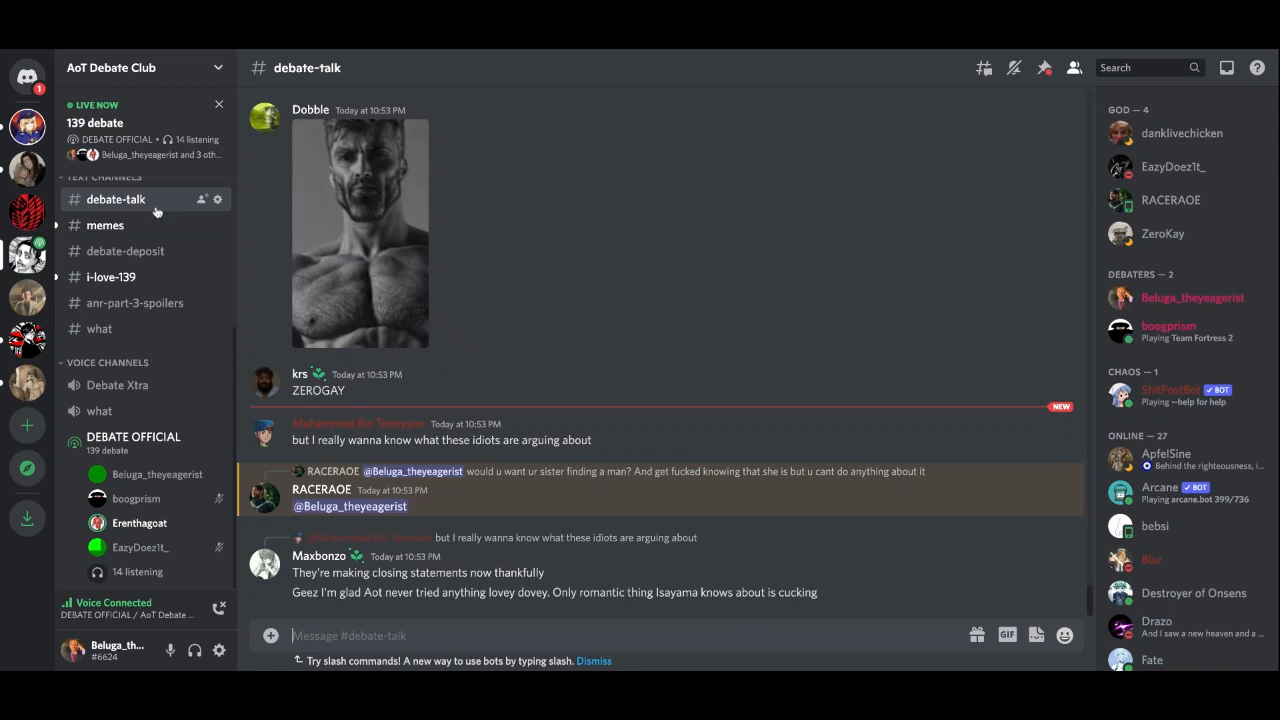 AoT Debate Club
# debate-talk
Search
1
LIVE NOW
139 debate
DEBATE OFFICIAL • 14 listening
Beluga_theyeagerist and 3 oth...
TEXT CHANNELS
# debate-talk
# memes
# debate-deposit
# i-love-139
# anr-part-3-spoilers
# what
VOICE CHANNELS
Debate Xtra
what
DEBATE OFFICIAL
139 debate
Beluga_theyeagerist
boogprism
Erenthagoat
EazyDoez1t_
14 listening
Voice Connected
DEBATE OFFICIAL / AoT Debate ...
Beluga_th...
#6624
Dobble Today at 10:53 PM
krs Today at 10:53 PM
ZEROGAY
NEW
Muhammad Bin Tennyson Today at 10:53 PM
but I really wanna know what these idiots are arguing about
RACERAOE @Beluga_theyeagerist would u want ur sister finding a man? And get fucked knowing that she is but u cant do anything about it
RACERAOE Today at 10:53 PM
@Beluga_theyeagerist
@Muhammad Bin Tennyson but I really wanna know what these idiots are arguing about
Maxbonzo Today at 10:53 PM
They're making closing statements now thankfully
Geez I'm glad Aot never tried anything lovey dovey. Only romantic thing Isayama knows about is cucking
Message #debate-talk
GIF
Try slash commands! A new way to use bots by typing slash. Dismiss
GOD — 4
danklivechicken
EazyDoez1t_
RACERAOE
ZeroKay
DEBATERS — 2
Beluga_theyeagerist
boogprism
Playing Team Fortress 2
CHAOS — 1
ShitPostBot BOT
Playing --help for help
ONLINE — 27
ApfelSine
Behind the righteousness, i...
Arcane BOT
Playing arcane.bot 399/736
bebsi
Blur
Destroyer of Onsens
Drazo
And I saw a new heaven and a ...
Fate